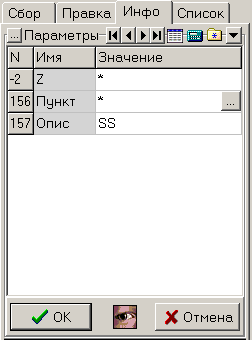 Сбор Правка Инфо Список
... Параметры
N Имя Значение
-2 Z *
156 Пункт * ...
157 Опис SS
OK Отмена